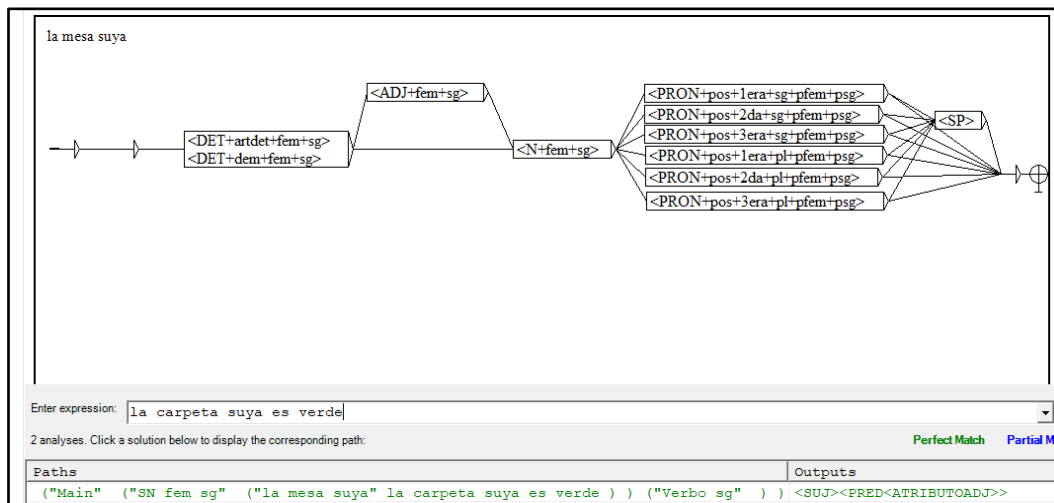 la mesa suya
<ADJ+fem+sg>
<DET+artdet+fem+sg>
<DET+dem+fem+sg>
<N+fem+sg>
<PRON+pos+1era+sg+pfem+psg>
<PRON+pos+2da+sg+pfem+psg>
<PRON+pos+3era+sg+pfem+psg>
<PRON+pos+1era+pl+pfem+psg>
<PRON+pos+2da+pl+pfem+psg>
<PRON+pos+3era+pl+pfem+psg>
<SP>
Enter expression: la carpeta suya es verde
2 analyses. Click a solution below to display the corresponding path: Perfect Match Partial M
Paths Outputs
("Main" ("SN fem sg" ("la mesa suya" la carpeta suya es verde ) ) ("Verbo sg" ) ) <SUJ><PRED<ATRIBUTOADJ>>